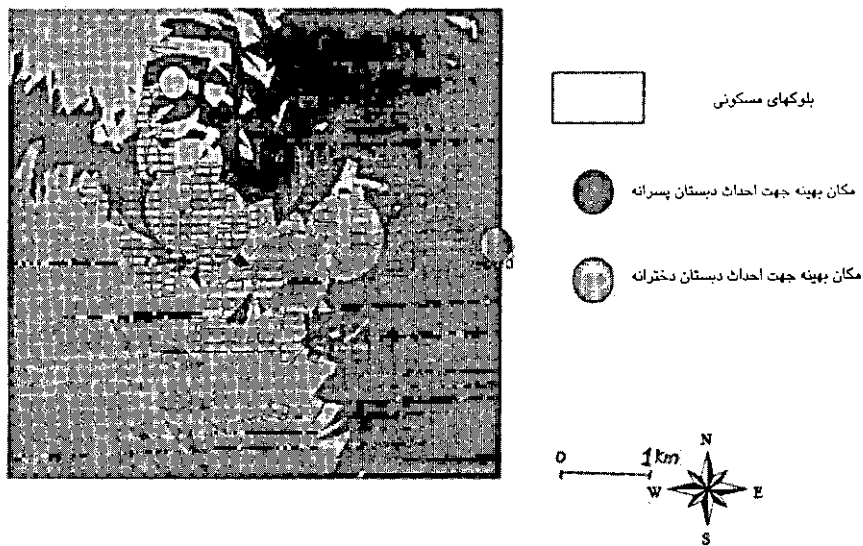 بلوکهای مسکونی
مکان بهینه جهت احداث دبستان پسرانه
مکان بهینه جهت احداث دبستان دخترانه
0 1km
N
W E
S